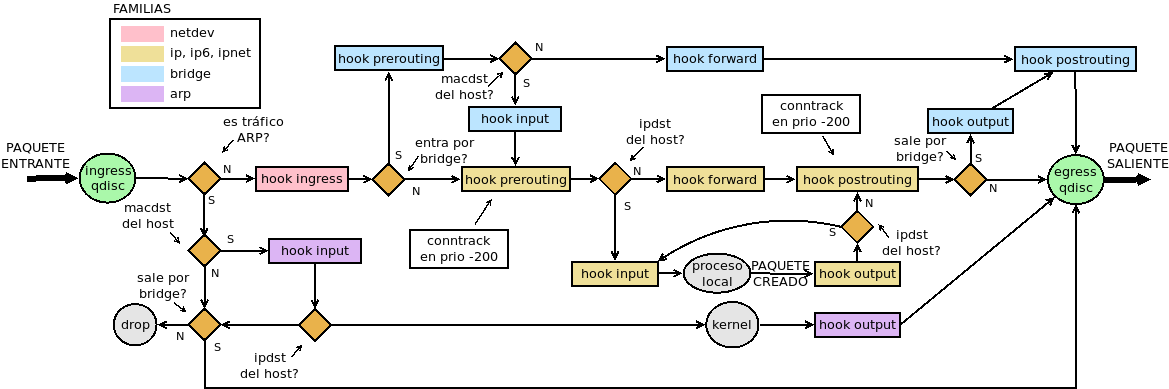 FAMILIAS
netdev
ip, ip6, ipnet
bridge
arp
hook prerouting
N
hook forward
hook postrouting
macdst
del host?
S
conntrack
en prio -200
hook input
hook output
es tráfico
ARP?
ipdst
del host?
sale por
bridge?
entra por
bridge?
S
S
PAQUETE
ENTRANTE
ingress
qdisc
N
hook ingress
N
hook prerouting
N
hook forward
hook postrouting
N
egress
qdisc
PAQUETE
SALIENTE
S
S
N
macdst
del host
S
hook input
N
conntrack
en prio -200
S
ipdst
del host?
hook input
proceso
local
PAQUETE
CREADO
hook output
sale por
bridge?
drop
N
S
kernel
hook output
ipdst
del host?